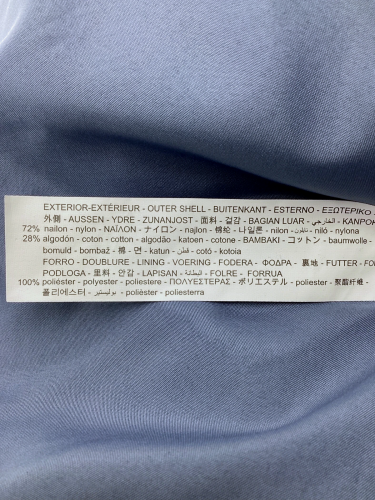 EXTERIOR-EXTÉRIEUR - OUTER SHELL - BUITENKANT - ESTERNO - ΕΞΩΤΕΡΙΚΟ
外側 - AUSSEN - YDRE - ZUNANJOST - 面料 - 겉감 - BAGIAN LUAR - الخارجي - KANPOK
72% nailon - nylon - ΝΑΪΛΟΝ - ナイロン - najlon - 锦纶 - 나일론 - nilon - نايلون - niló - nylona
28% algodón - coton - cotton - algodão - katoen - cotone - ΒΑΜΒΑΚΙ - コットン - baumwolle -
bomuld - bombaž - 棉 - 면 - katun - قطن - cotó - kotoia
FORRO - DOUBLURE - LINING - VOERING - FODERA - ΦΟΔΡΑ - 裏地 - FUTTER - FO
PODLOGA - 里料 - 안감 - LAPISAN - البطانة - FOLRE - FORRUA
100% poliéster - polyester - poliestere - ΠΟΛΥΕΣΤΕΡΑΣ - ポリエステル - poliester - 聚酯纤维 -
폴리에스터 - بوليستير - poliéster - poliesterra